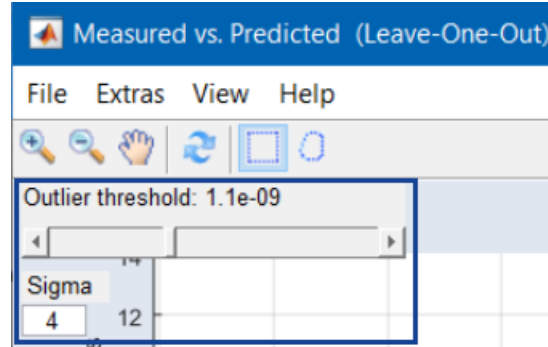 Measured vs. Predicted (Leave-One-Out)
File Extras View Help
Outlier threshold: 1.1e-09
14
Sigma
4
12